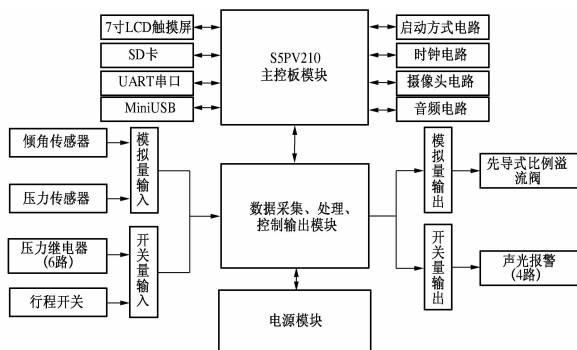 7寸LCD触摸屏
SD卡
UART串口
MiniUSB
S5PV210
主控板模块
启动方式电路
时钟电路
摄像头电路
音频电路
倾角传感器
压力传感器
模拟量输入
压力继电器
(6路)
行程开关
开关量输入
数据采集、处理、
控制输出模块
模拟量输出
先导式比例溢
流阀
开关量输出
声光报警
(4路)
电源模块